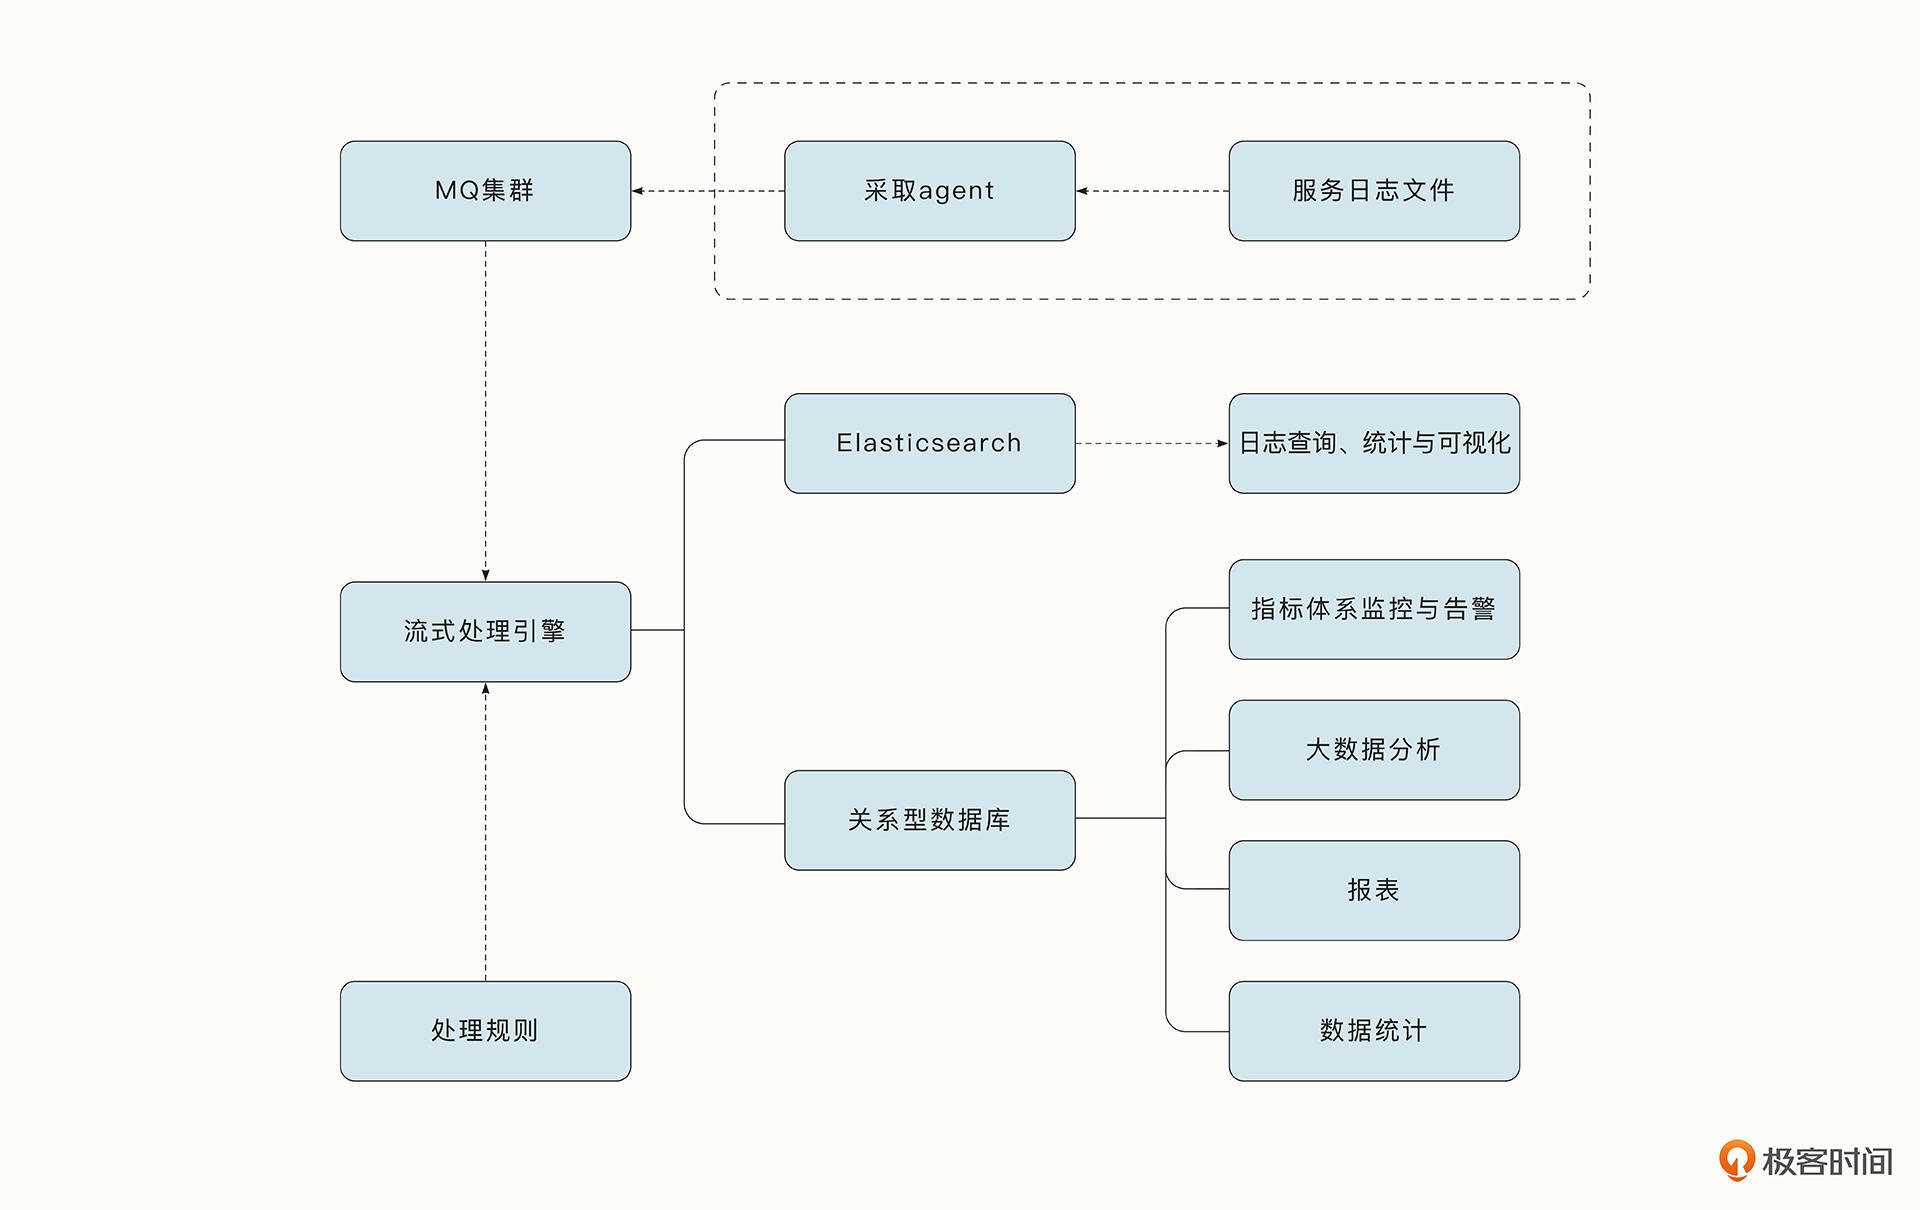 MQ集群
采取agent
服务日志文件
Elasticsearch
日志查询、统计与可视化
指标体系监控与告警
流式处理引擎
大数据分析
关系型数据库
报表
处理规则
数据统计
极客时间